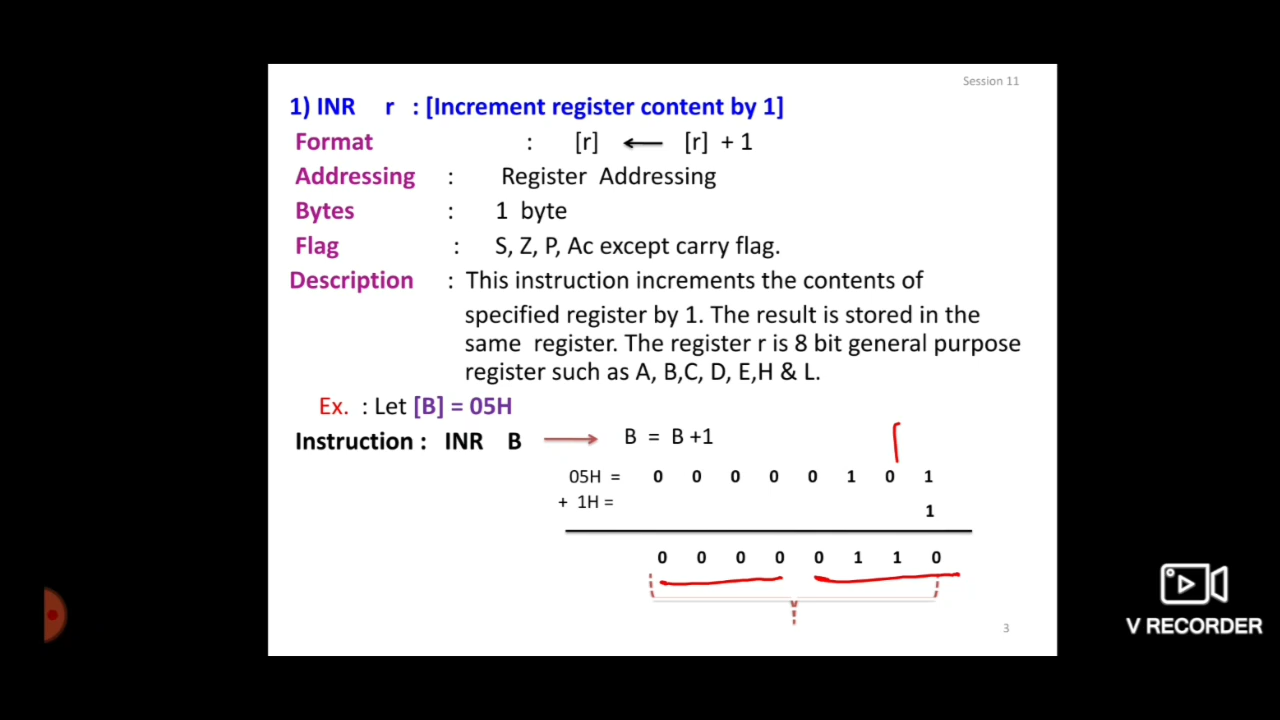 Session 11
1) INR r : [Increment register content by 1]
Format : [r] ← [r] + 1
Addressing : Register Addressing
Bytes : 1 byte
Flag : S, Z, P, Ac except carry flag.
Description : This instruction increments the contents of
specified register by 1. The result is stored in the
same register. The register r is 8 bit general purpose
register such as A, B,C, D, E,H & L.
Ex. : Let [B] = 05H
Instruction : INR B → B = B +1
05H = 0 0 0 0 0 1 0 1
+ 1H = 1
0 0 0 0 0 1 1 0
3
V RECORDER